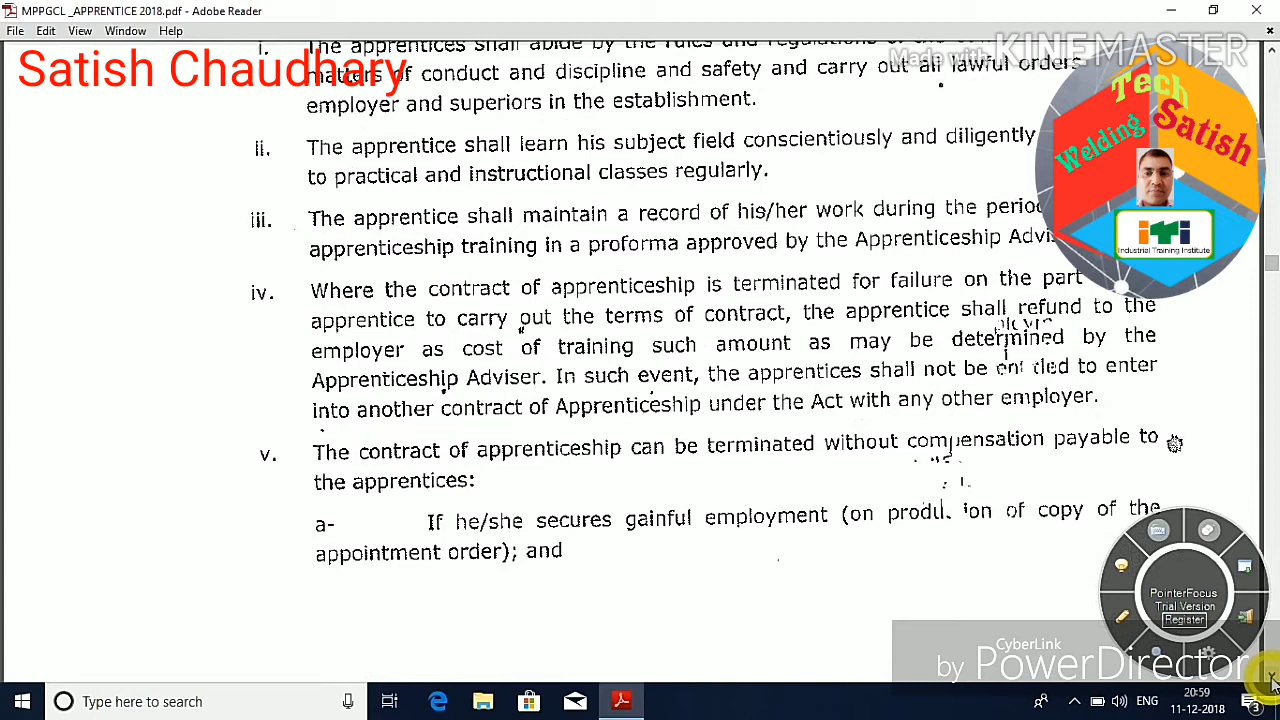 MPPGCL _APPRENTICE 2018.pdf - Adobe Reader
File Edit View Window Help
Satish Chaudhary
Made with KINEMASTER
i. The apprentices shall abide by the rules and regulations of the
matters of conduct and discipline and safety and carry out all lawful orders
employer and superiors in the establishment.
ii. The apprentice shall learn his subject field conscientiously and diligently
to practical and instructional classes regularly.
iii. The apprentice shall maintain a record of his/her work during the
apprenticeship training in a proforma approved by the Apprenticeship
iv. Where the contract of apprenticeship is terminated for failure on the part
apprentice to carry out the terms of contract, the apprentice shall refund to the
employer as cost of training such amount as may be determined by the
Apprenticeship Adviser. In such event, the apprentices shall not be entitled to enter
into another contract of Apprenticeship under the Act with any other employer.
v. The contract of apprenticeship can be terminated without compensation payable to
the apprentices:
a- If he/she secures gainful employment (on production of copy of the
appointment order); and
Tech
Welding Satish
iti
Industrial Training Institute
PointerFocus
Trial Version
Register
CyberLink
by PowerDirector
Type here to search
ENG
20:59
11-12-2018
3